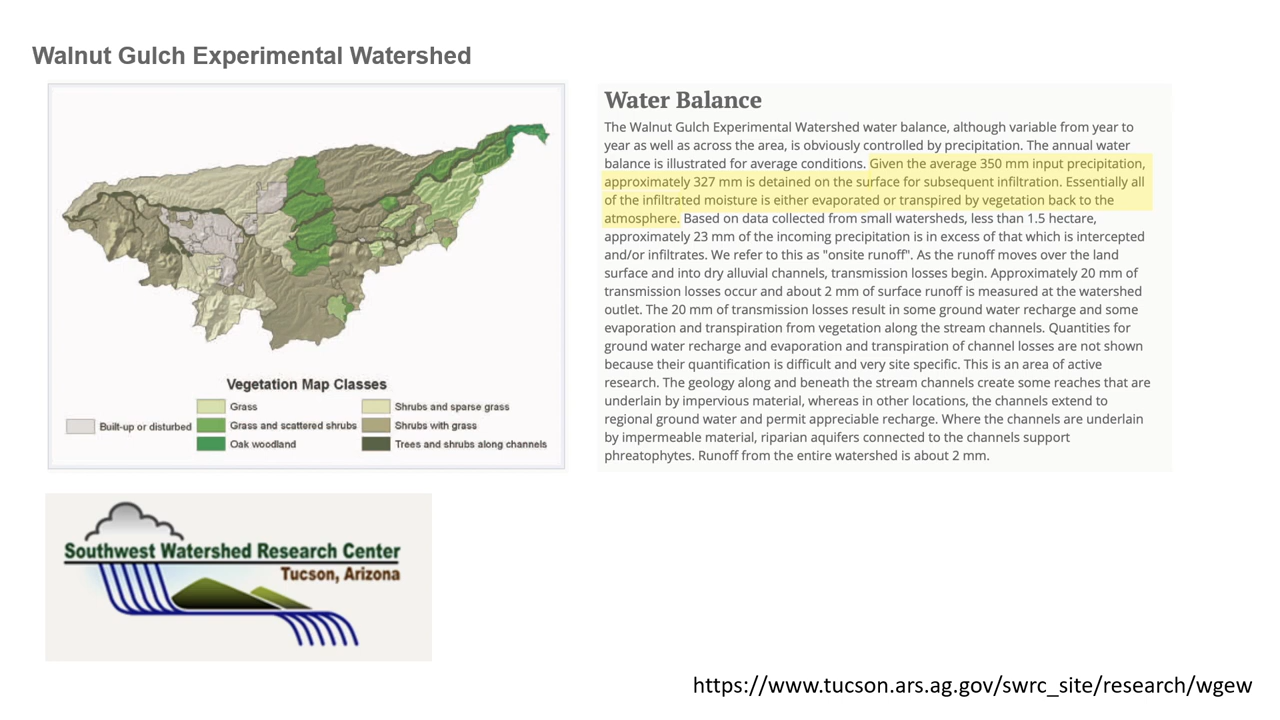 Walnut Gulch Experimental Watershed
Vegetation Map Classes
Built-up or disturbed
Grass
Grass and scattered shrubs
Oak woodland
Shrubs and sparse grass
Shrubs with grass
Trees and shrubs along channels
Water Balance
The Walnut Gulch Experimental Watershed water balance, although variable from year to
year as well as across the area, is obviously controlled by precipitation. The annual water
balance is illustrated for average conditions. Given the average 350 mm input precipitation,
approximately 327 mm is detained on the surface for subsequent infiltration. Essentially all
of the infiltrated moisture is either evaporated or transpired by vegetation back to the
atmosphere. Based on data collected from small watersheds, less than 1.5 hectare,
approximately 23 mm of the incoming precipitation is in excess of that which is intercepted
and/or infiltrates. We refer to this as "onsite runoff". As the runoff moves over the land
surface and into dry alluvial channels, transmission losses begin. Approximately 20 mm of
transmission losses occur and about 2 mm of surface runoff is measured at the watershed
outlet. The 20 mm of transmission losses result in some ground water recharge and some
evaporation and transpiration from vegetation along the stream channels. Quantities for
ground water recharge and evaporation and transpiration of channel losses are not shown
because their quantification is difficult and very site specific. This is an area of active
research. The geology along and beneath the stream channels create some reaches that are
underlain by impervious material, whereas in other locations, the channels extend to
regional ground water and permit appreciable recharge. Where the channels are underlain
by impermeable material, riparian aquifers connected to the channels support
phreatophytes. Runoff from the entire watershed is about 2 mm.
Southwest Watershed Research Center
Tucson, Arizona
https://www.tucson.ars.ag.gov/swrc_site/research/wgew